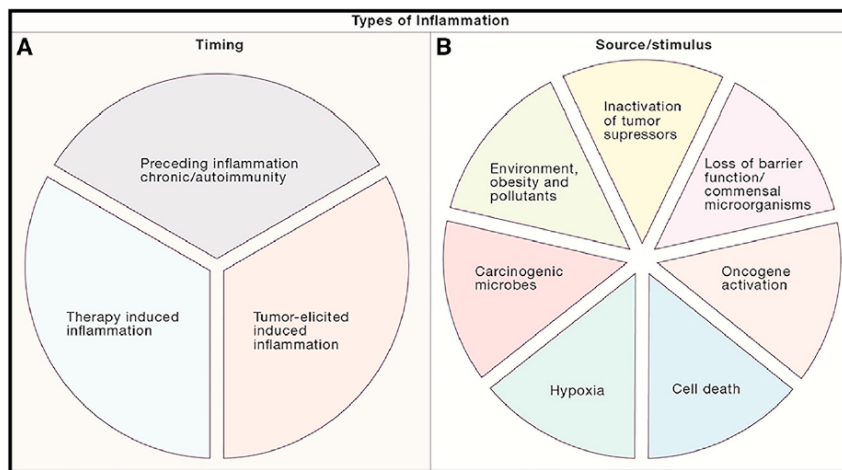 Types of Inflammation
A
Timing
Preceding inflammation
chronic/autoimmunity
Therapy induced
inflammation
Tumor-elicited
induced
inflammation
B
Source/stimulus
Inactivation
of tumor
supressors
Loss of barrier
function/
commensal
microorganisms
Oncogene
activation
Cell death
Hypoxia
Carcinogenic
microbes
Environment,
obesity and
pollutants